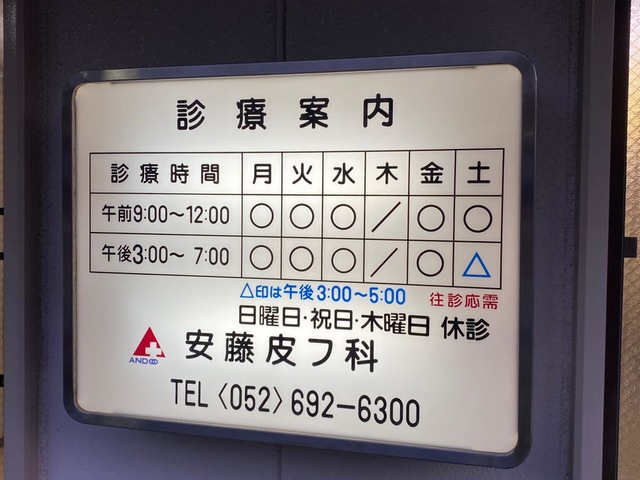 診療案内
診療時間 月 火 水 木 金 土
午前9:00～12:00 ○ ○ ○ ／ ○ ○
午後3:00～ 7:00 ○ ○ ○ ／ ○ △
△印は午後3:00～5:00 往診応需
日曜日・祝日・木曜日 休診
安藤皮フ科
ANDO
TEL〈052〉692-6300